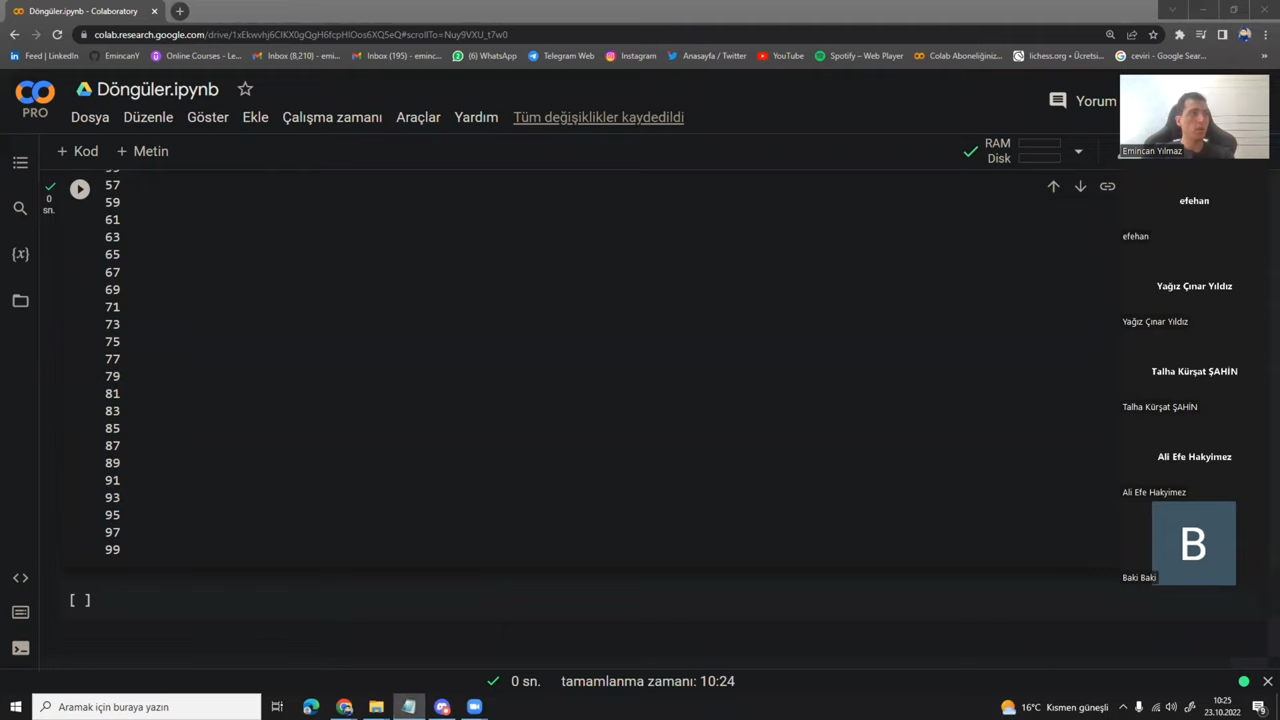 Döngüler.ipynb - Colaboratory
colab.research.google.com/drive/1xEkwvhj6CIKX0gQgH6fcpHIOos6XQ5eQ#scrollTo=Nuy9VXU_t7w0
Feed | LinkedIn
EmincanY
Online Courses - Le...
Inbox (8,210) - emi...
Inbox (195) - eminc...
(6) WhatsApp
Telegram Web
Instagram
Anasayfa / Twitter
YouTube
Spotify – Web Player
Colab Aboneliğiniz...
lichess.org • Ücretsi...
ceviri - Google Sear...
PRO
Döngüler.ipynb
Yorum
Dosya Düzenle Göster Ekle Çalışma zamanı Araçlar Yardım Tüm değişiklikler kaydedildi
+ Kod + Metin
RAM
Disk
Emincan Yılmaz
0
sn.
57
59
61
63
65
67
69
71
73
75
77
79
81
83
85
87
89
91
93
95
97
99
[ ]
{x}
efehan
efehan
Yağız Çınar Yıldız
Yağız Çınar Yıldız
Talha Kürşat ŞAHİN
Talha Kürşat ŞAHİN
Ali Efe Hakyimez
Ali Efe Hakyimez
B
Baki Baki
0 sn. tamamlanma zamanı: 10:24
Aramak için buraya yazın
16°C Kısmen güneşli
10:25
23.10.2022
9